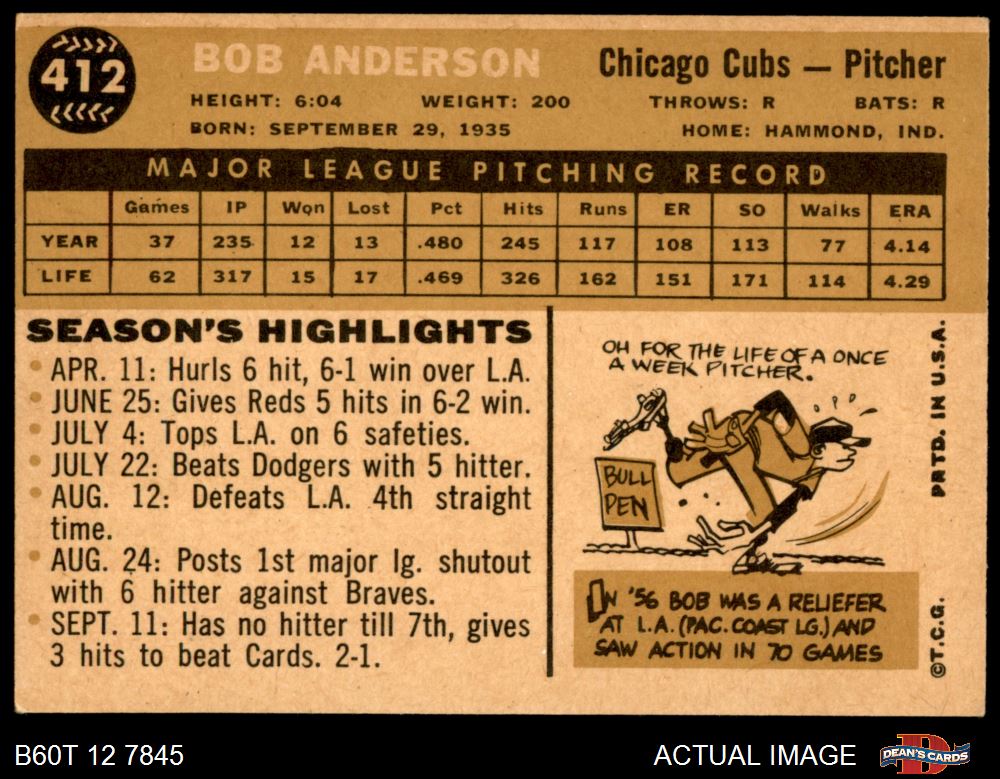 412
BOB ANDERSON
Chicago Cubs — Pitcher
HEIGHT: 6:04 WEIGHT: 200 THROWS: R BATS: R
BORN: SEPTEMBER 29, 1935 HOME: HAMMOND, IND.
MAJOR LEAGUE PITCHING RECORD
Games IP Won Lost Pct Hits Runs ER SO Walks ERA
YEAR 37 235 12 13 .480 245 117 108 113 77 4.14
LIFE 62 317 15 17 .469 326 162 151 171 114 4.29
SEASON'S HIGHLIGHTS
• APR. 11: Hurls 6 hit, 6-1 win over L.A.
• JUNE 25: Gives Reds 5 hits in 6-2 win.
• JULY 4: Tops L.A. on 6 safeties.
• JULY 22: Beats Dodgers with 5 hitter.
• AUG. 12: Defeats L.A. 4th straight
time.
• AUG. 24: Posts 1st major lg. shutout
with 6 hitter against Braves.
• SEPT. 11: Has no hitter till 7th, gives
3 hits to beat Cards. 2-1.
OH FOR THE LIFE OF A ONCE
A WEEK PITCHER.
BULL
PEN
IN '56 BOB WAS A RELIEFER
AT L.A. (PAC. COAST LG.) AND
SAW ACTION IN 70 GAMES
©T.C.G. PRTD. IN U.S.A.
B60T 12 7845
ACTUAL IMAGE
D
DEAN'S CARDS